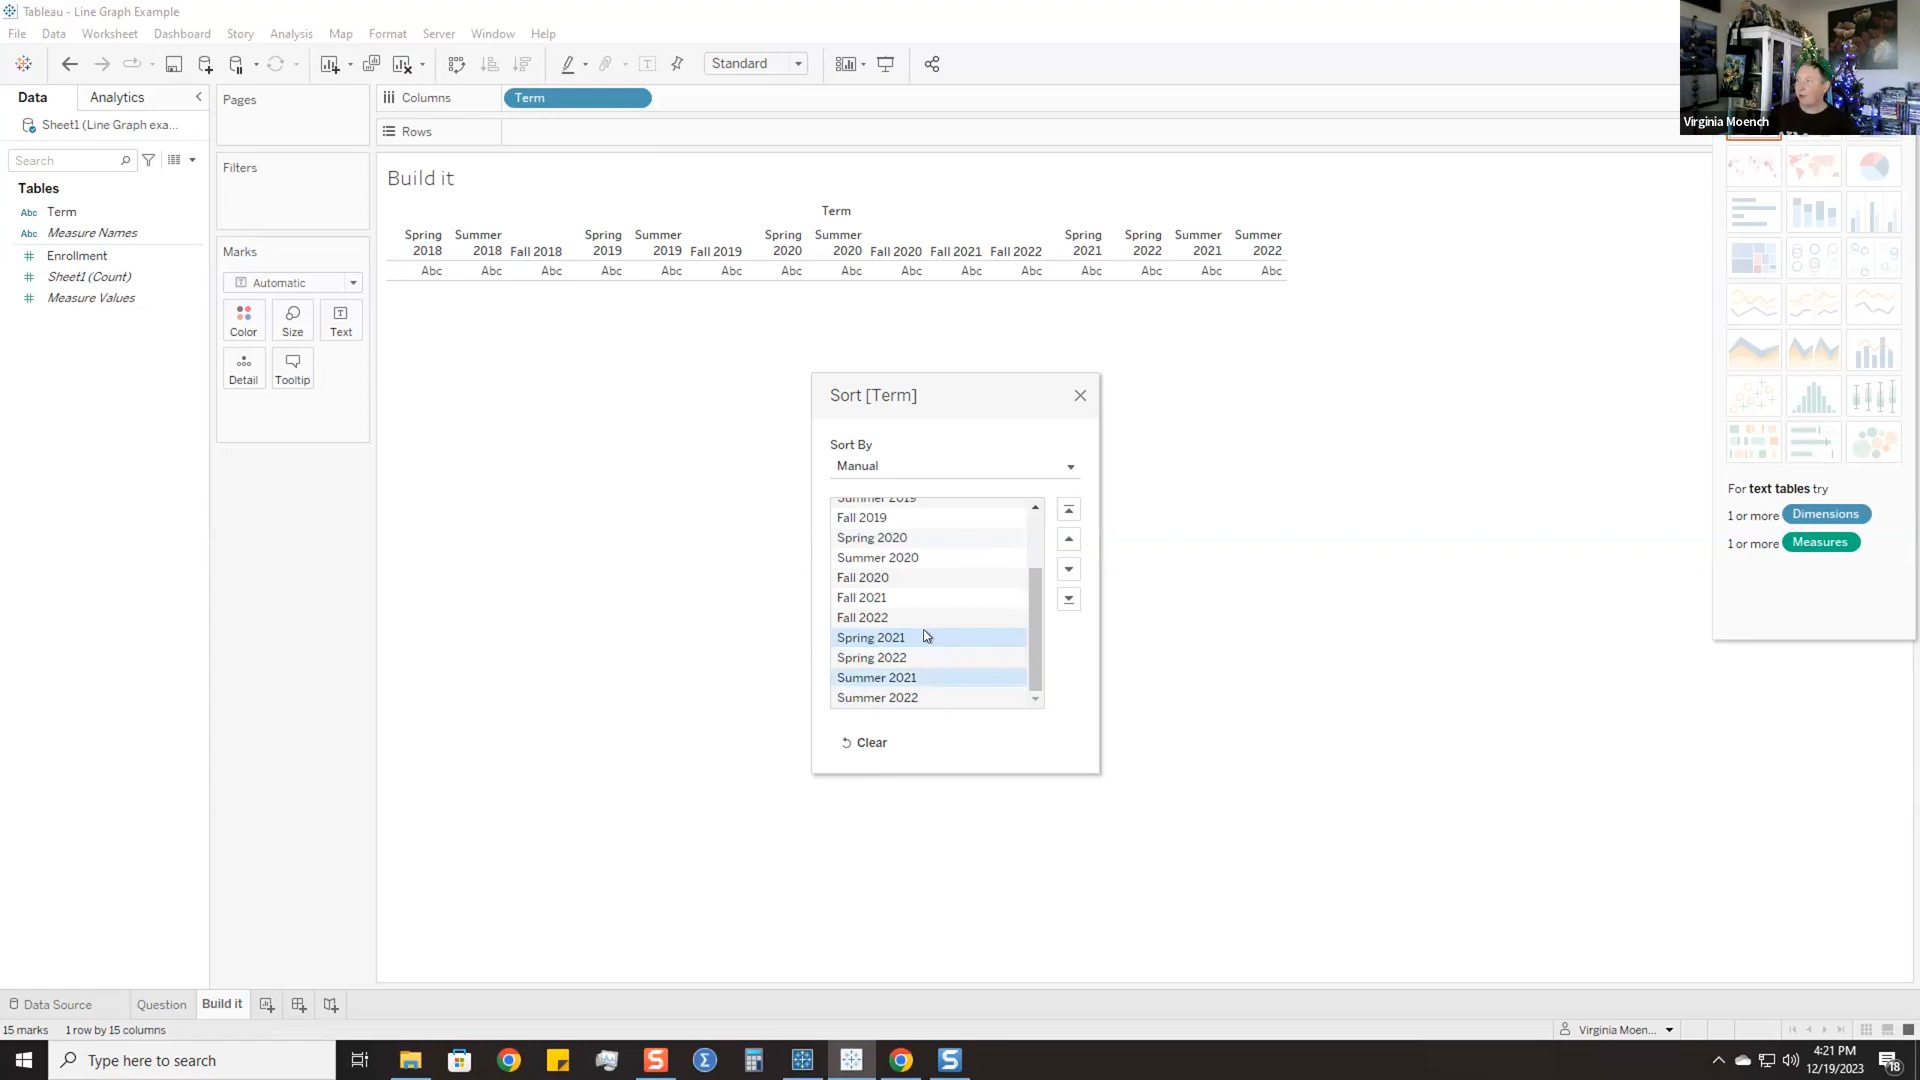 Tableau - Line Graph Example
File Data Worksheet Dashboard Story Analysis Map Format Server Window Help
Standard
Data Analytics
Sheet1 (Line Graph exa...
Search
Tables
Abc Term
Abc Measure Names
# Enrollment
# Sheet1 (Count)
# Measure Values
Pages
Filters
Marks
Automatic
Color Size Text
Detail Tooltip
Columns Term
Rows
Build it
Term
Spring 2018 Summer 2018 Fall 2018 Spring 2019 Summer 2019 Fall 2019 Spring 2020 Summer 2020 Fall 2020 Fall 2021 Fall 2022 Spring 2021 Spring 2022 Summer 2021 Summer 2022
Abc Abc Abc Abc Abc Abc Abc Abc Abc Abc Abc Abc Abc Abc Abc
Sort [Term]
Sort By
Manual
Summer 2019
Fall 2019
Spring 2020
Summer 2020
Fall 2020
Fall 2021
Fall 2022
Spring 2021
Spring 2022
Summer 2021
Summer 2022
Clear
Virginia Moench
For text tables try
1 or more Dimensions
1 or more Measures
Data Source Question Build it
15 marks 1 row by 15 columns
Virginia Moen...
Type here to search
4:21 PM
12/19/2023
18